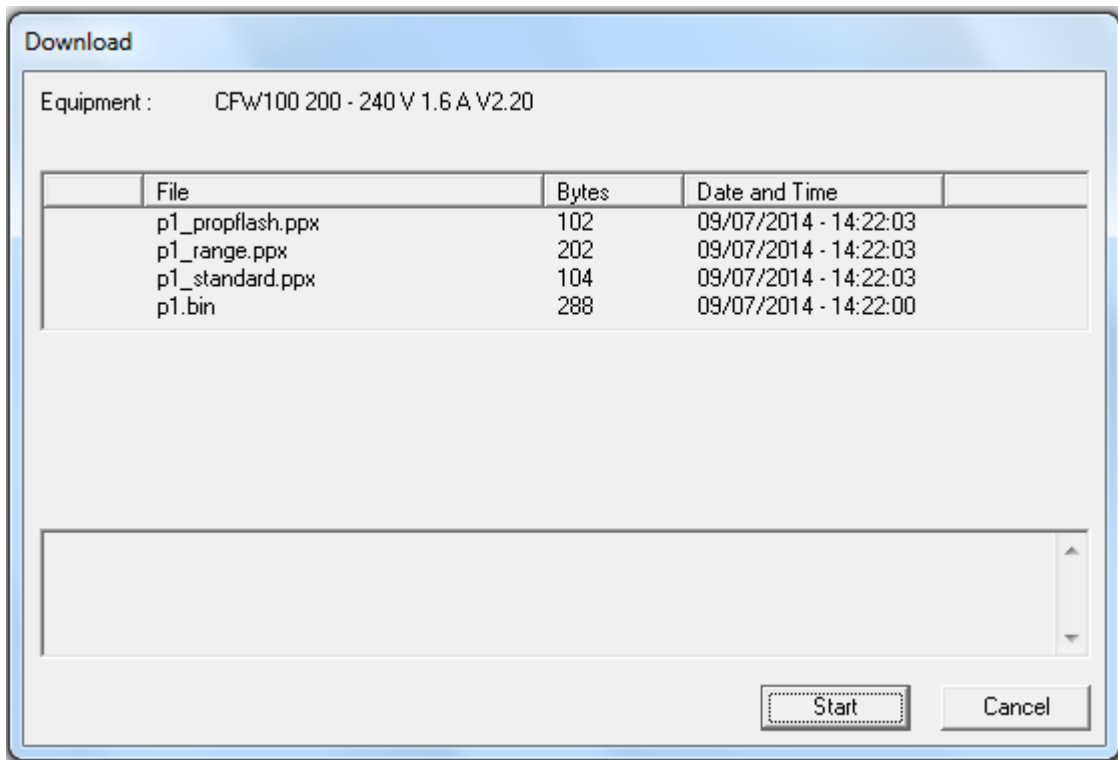 Download
Equipment : CFW100 200 - 240 V 1.6 A V2.20
File Bytes Date and Time
p1_propflash.ppx 102 09/07/2014 - 14:22:03
p1_range.ppx 202 09/07/2014 - 14:22:03
p1_standard.ppx 104 09/07/2014 - 14:22:03
p1.bin 288 09/07/2014 - 14:22:00
Start Cancel